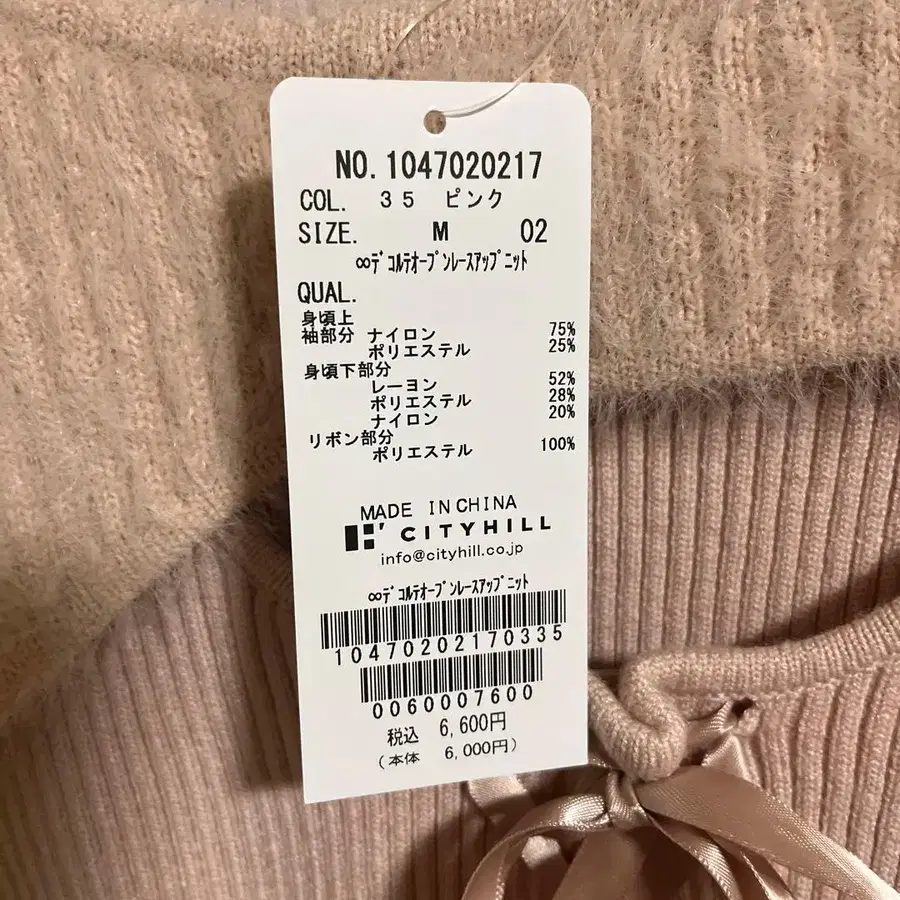 NO. 1047020217
COL. 35 ピンク
SIZE. M 02
∞ﾃﾞｺﾙﾃｵｰﾌﾟﾝﾚｰｽｱｯﾌﾟﾆｯﾄ
QUAL.
身頃上
袖部分 ナイロン 75%
ポリエステル 25%
身頃下部分
レーヨン 52%
ポリエステル 28%
ナイロン 20%
リボン部分
ポリエステル 100%
MADE IN CHINA
CITYHILL
info@cityhill.co.jp
∞ﾃﾞｺﾙﾃｵｰﾌﾟﾝﾚｰｽｱｯﾌﾟﾆｯﾄ
10470202170335
0060007600
税込 6,600円
(本体 6,000円)